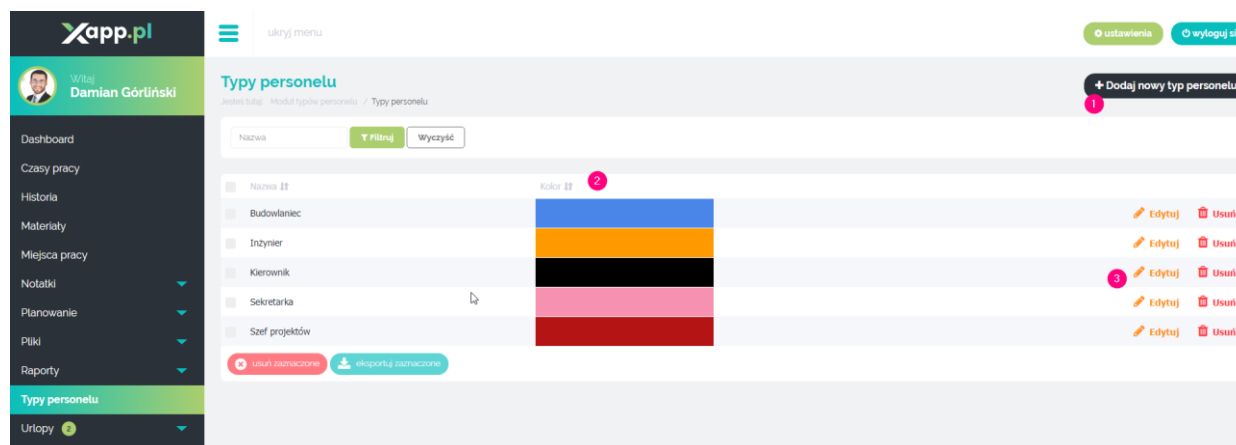 Xapp.pl
ukryj menu
ustawienia
wyloguj si
Witaj
Damian Górliński
Typy personelu
Jesteś tutaj: Moduł typów personelu / Typy personelu
+ Dodaj nowy typ personelu
1
Nazwa
Filtruj
Wyczyść
Dashboard
Czasy pracy
Historia
Materiały
Miejsca pracy
Notatki
Planowanie
Pliki
Raporty
Typy personelu
Urlopy 2
Nazwa Kolor 2
Budowlaniec Edytuj Usuń
Inżynier Edytuj Usuń
Kierownik 3 Edytuj Usuń
Sekretarka Edytuj Usuń
Szef projektów Edytuj Usuń
usuń zaznaczone
eksportuj zaznaczone